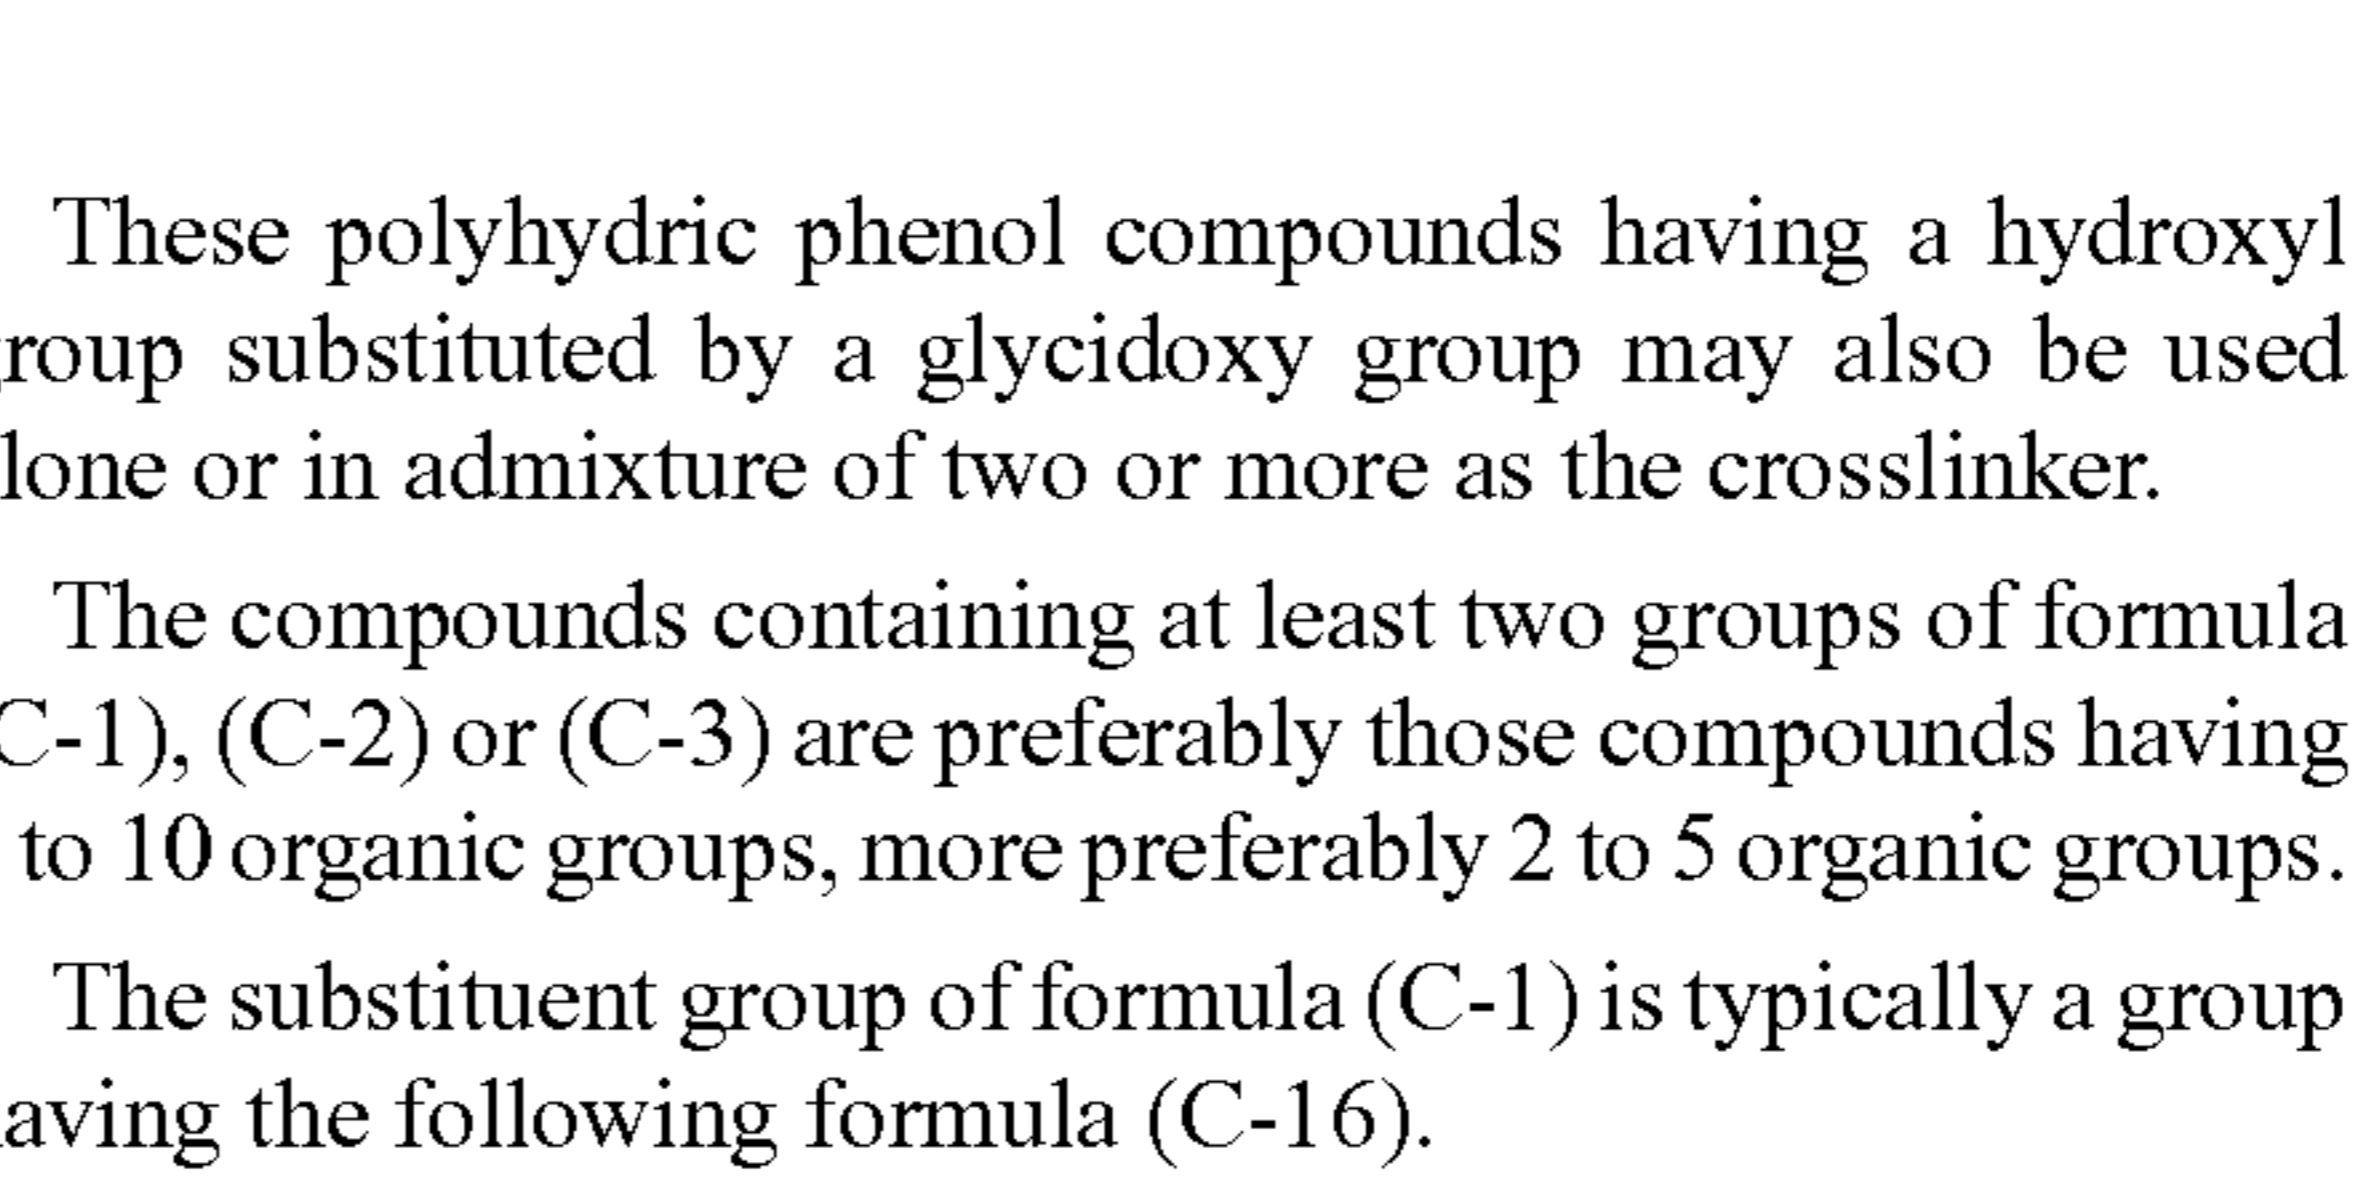 These polyhydric phenol compounds having a hydroxyl
roup substituted by a glycidoxy group may also be used
lone or in admixture of two or more as the crosslinker.
The compounds containing at least two groups of formula
C-1), (C-2) or (C-3) are preferably those compounds having
to 10 organic groups, more preferably 2 to 5 organic groups.
The substituent group of formula (C-1) is typically a group
aving the following formula (C-16).